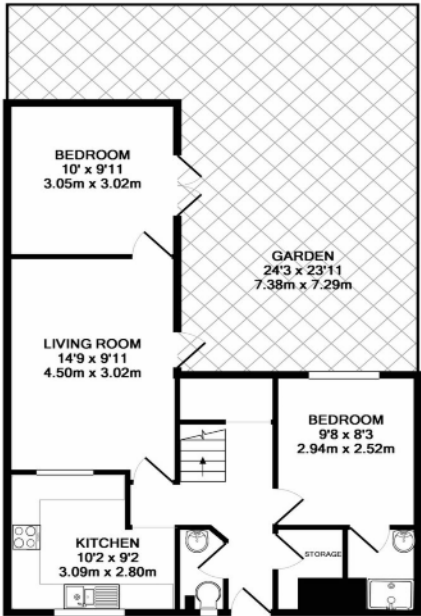 BEDROOM
10' x 9'11
3.05m x 3.02m
GARDEN
24'3 x 23'11
7.38m x 7.29m
LIVING ROOM
14'9 x 9'11
4.50m x 3.02m
BEDROOM
9'8 x 8'3
2.94m x 2.52m
KITCHEN
10'2 x 9'2
3.09m x 2.80m
STORAGE